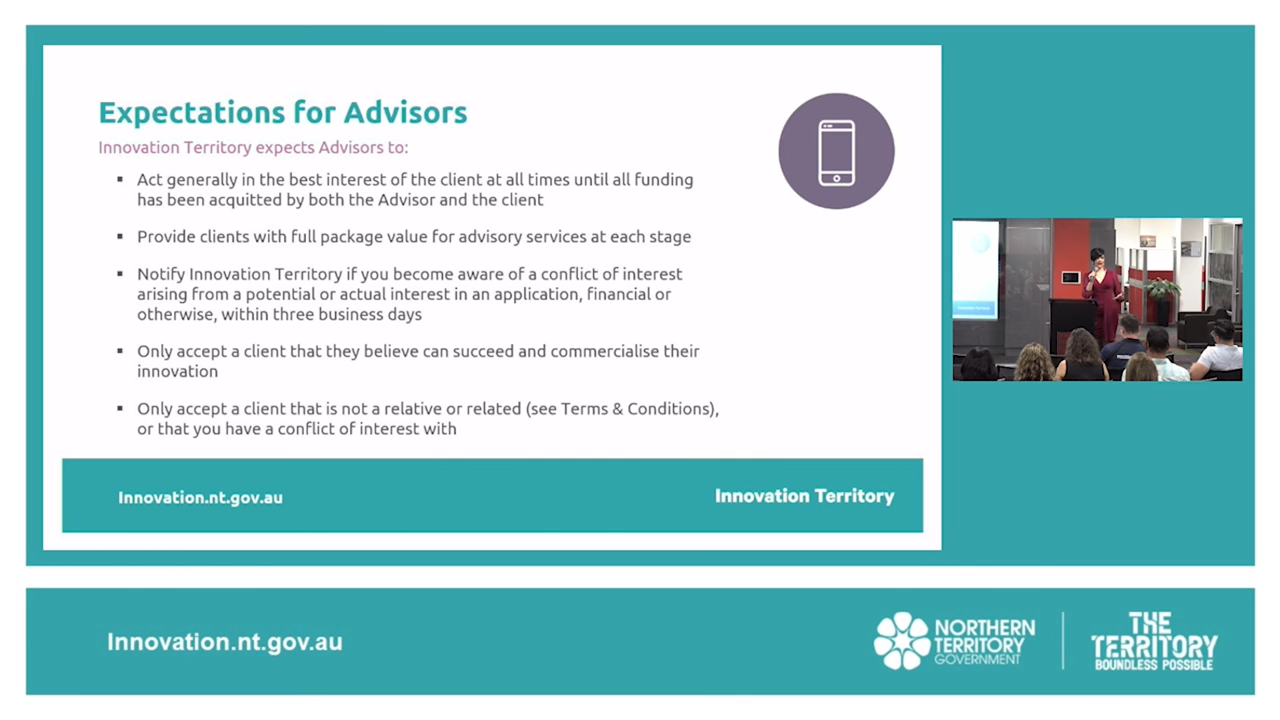 Expectations for Advisors
Innovation Territory expects Advisors to:
▪ Act generally in the best interest of the client at all times until all funding
has been acquitted by both the Advisor and the client
▪ Provide clients with full package value for advisory services at each stage
▪ Notify Innovation Territory if you become aware of a conflict of interest
arising from a potential or actual interest in an application, financial or
otherwise, within three business days
▪ Only accept a client that they believe can succeed and commercialise their
innovation
▪ Only accept a client that is not a relative or related (see Terms & Conditions),
or that you have a conflict of interest with
Innovation.nt.gov.au
Innovation Territory
Innovation.nt.gov.au
NORTHERN
TERRITORY
GOVERNMENT
THE
TERRITORY
BOUNDLESS POSSIBLE